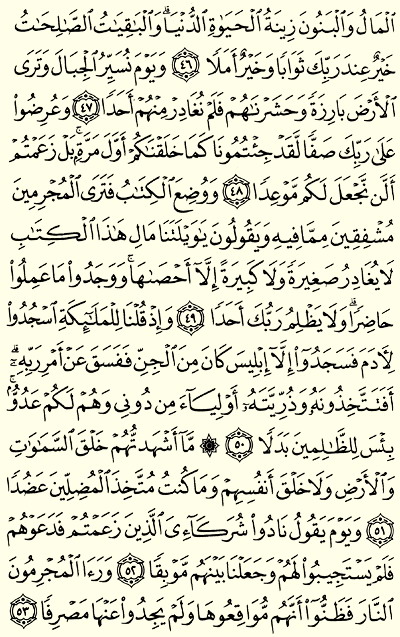 ٱلْمَالُ وَٱلْبَنُونَ زِينَةُ ٱلْحَيَوٰةِ ٱلدُّنْيَا ۖ وَٱلْبَٰقِيَٰتُ ٱلصَّٰلِحَٰتُ
خَيْرٌ عِندَ رَبِّكَ ثَوَابًا وَخَيْرٌ أَمَلًا ٤٦ وَيَوْمَ نُسَيِّرُ ٱلْجِبَالَ وَتَرَى
ٱلْأَرْضَ بَارِزَةً وَحَشَرْنَٰهُمْ فَلَمْ نُغَادِرْ مِنْهُمْ أَحَدًا ٤٧ وَعُرِضُوا۟
عَلَىٰ رَبِّكَ صَفًّا لَّقَدْ جِئْتُمُونَا كَمَا خَلَقْنَٰكُمْ أَوَّلَ مَرَّةٍۭ ۚ بَلْ زَعَمْتُمْ
أَلَّن نَّجْعَلَ لَكُم مَّوْعِدًا ٤٨ وَوُضِعَ ٱلْكِتَٰبُ فَتَرَى ٱلْمُجْرِمِينَ
مُشْفِقِينَ مِمَّا فِيهِ وَيَقُولُونَ يَٰوَيْلَتَنَا مَالِ هَٰذَا ٱلْكِتَٰبِ
لَا يُغَادِرُ صَغِيرَةً وَلَا كَبِيرَةً إِلَّآ أَحْصَىٰهَا ۚ وَوَجَدُوا۟ مَا عَمِلُوا۟
حَاضِرًا ۗ وَلَا يَظْلِمُ رَبُّكَ أَحَدًا ٤٩ وَإِذْ قُلْنَا لِلْمَلَٰٓئِكَةِ ٱسْجُدُوا۟
لِءَادَمَ فَسَجَدُوٓا۟ إِلَّآ إِبْلِيسَ كَانَ مِنَ ٱلْجِنِّ فَفَسَقَ عَنْ أَمْرِ رَبِّهِۦٓ ۗ
أَفَتَتَّخِذُونَهُۥ وَذُرِّيَّتَهُۥٓ أَوْلِيَآءَ مِن دُونِى وَهُمْ لَكُمْ عَدُوٌّۢ ۚ
بِئْسَ لِلظَّٰلِمِينَ بَدَلًا ٥٠ ۞ مَّآ أَشْهَدتُّهُمْ خَلْقَ ٱلسَّمَٰوَٰتِ
وَٱلْأَرْضِ وَلَا خَلْقَ أَنفُسِهِمْ وَمَا كُنتُ مُتَّخِذَ ٱلْمُضِلِّينَ عَضُدًا
٥١ وَيَوْمَ يَقُولُ نَادُوا۟ شُرَكَآءِىَ ٱلَّذِينَ زَعَمْتُمْ فَدَعَوْهُمْ
فَلَمْ يَسْتَجِيبُوا۟ لَهُمْ وَجَعَلْنَا بَيْنَهُم مَّوْبِقًا ٥٢ وَرَءَا ٱلْمُجْرِمُونَ
ٱلنَّارَ فَظَنُّوٓا۟ أَنَّهُم مُّوَاقِعُوهَا وَلَمْ يَجِدُوا۟ عَنْهَا مَصْرِفًا ٥٣